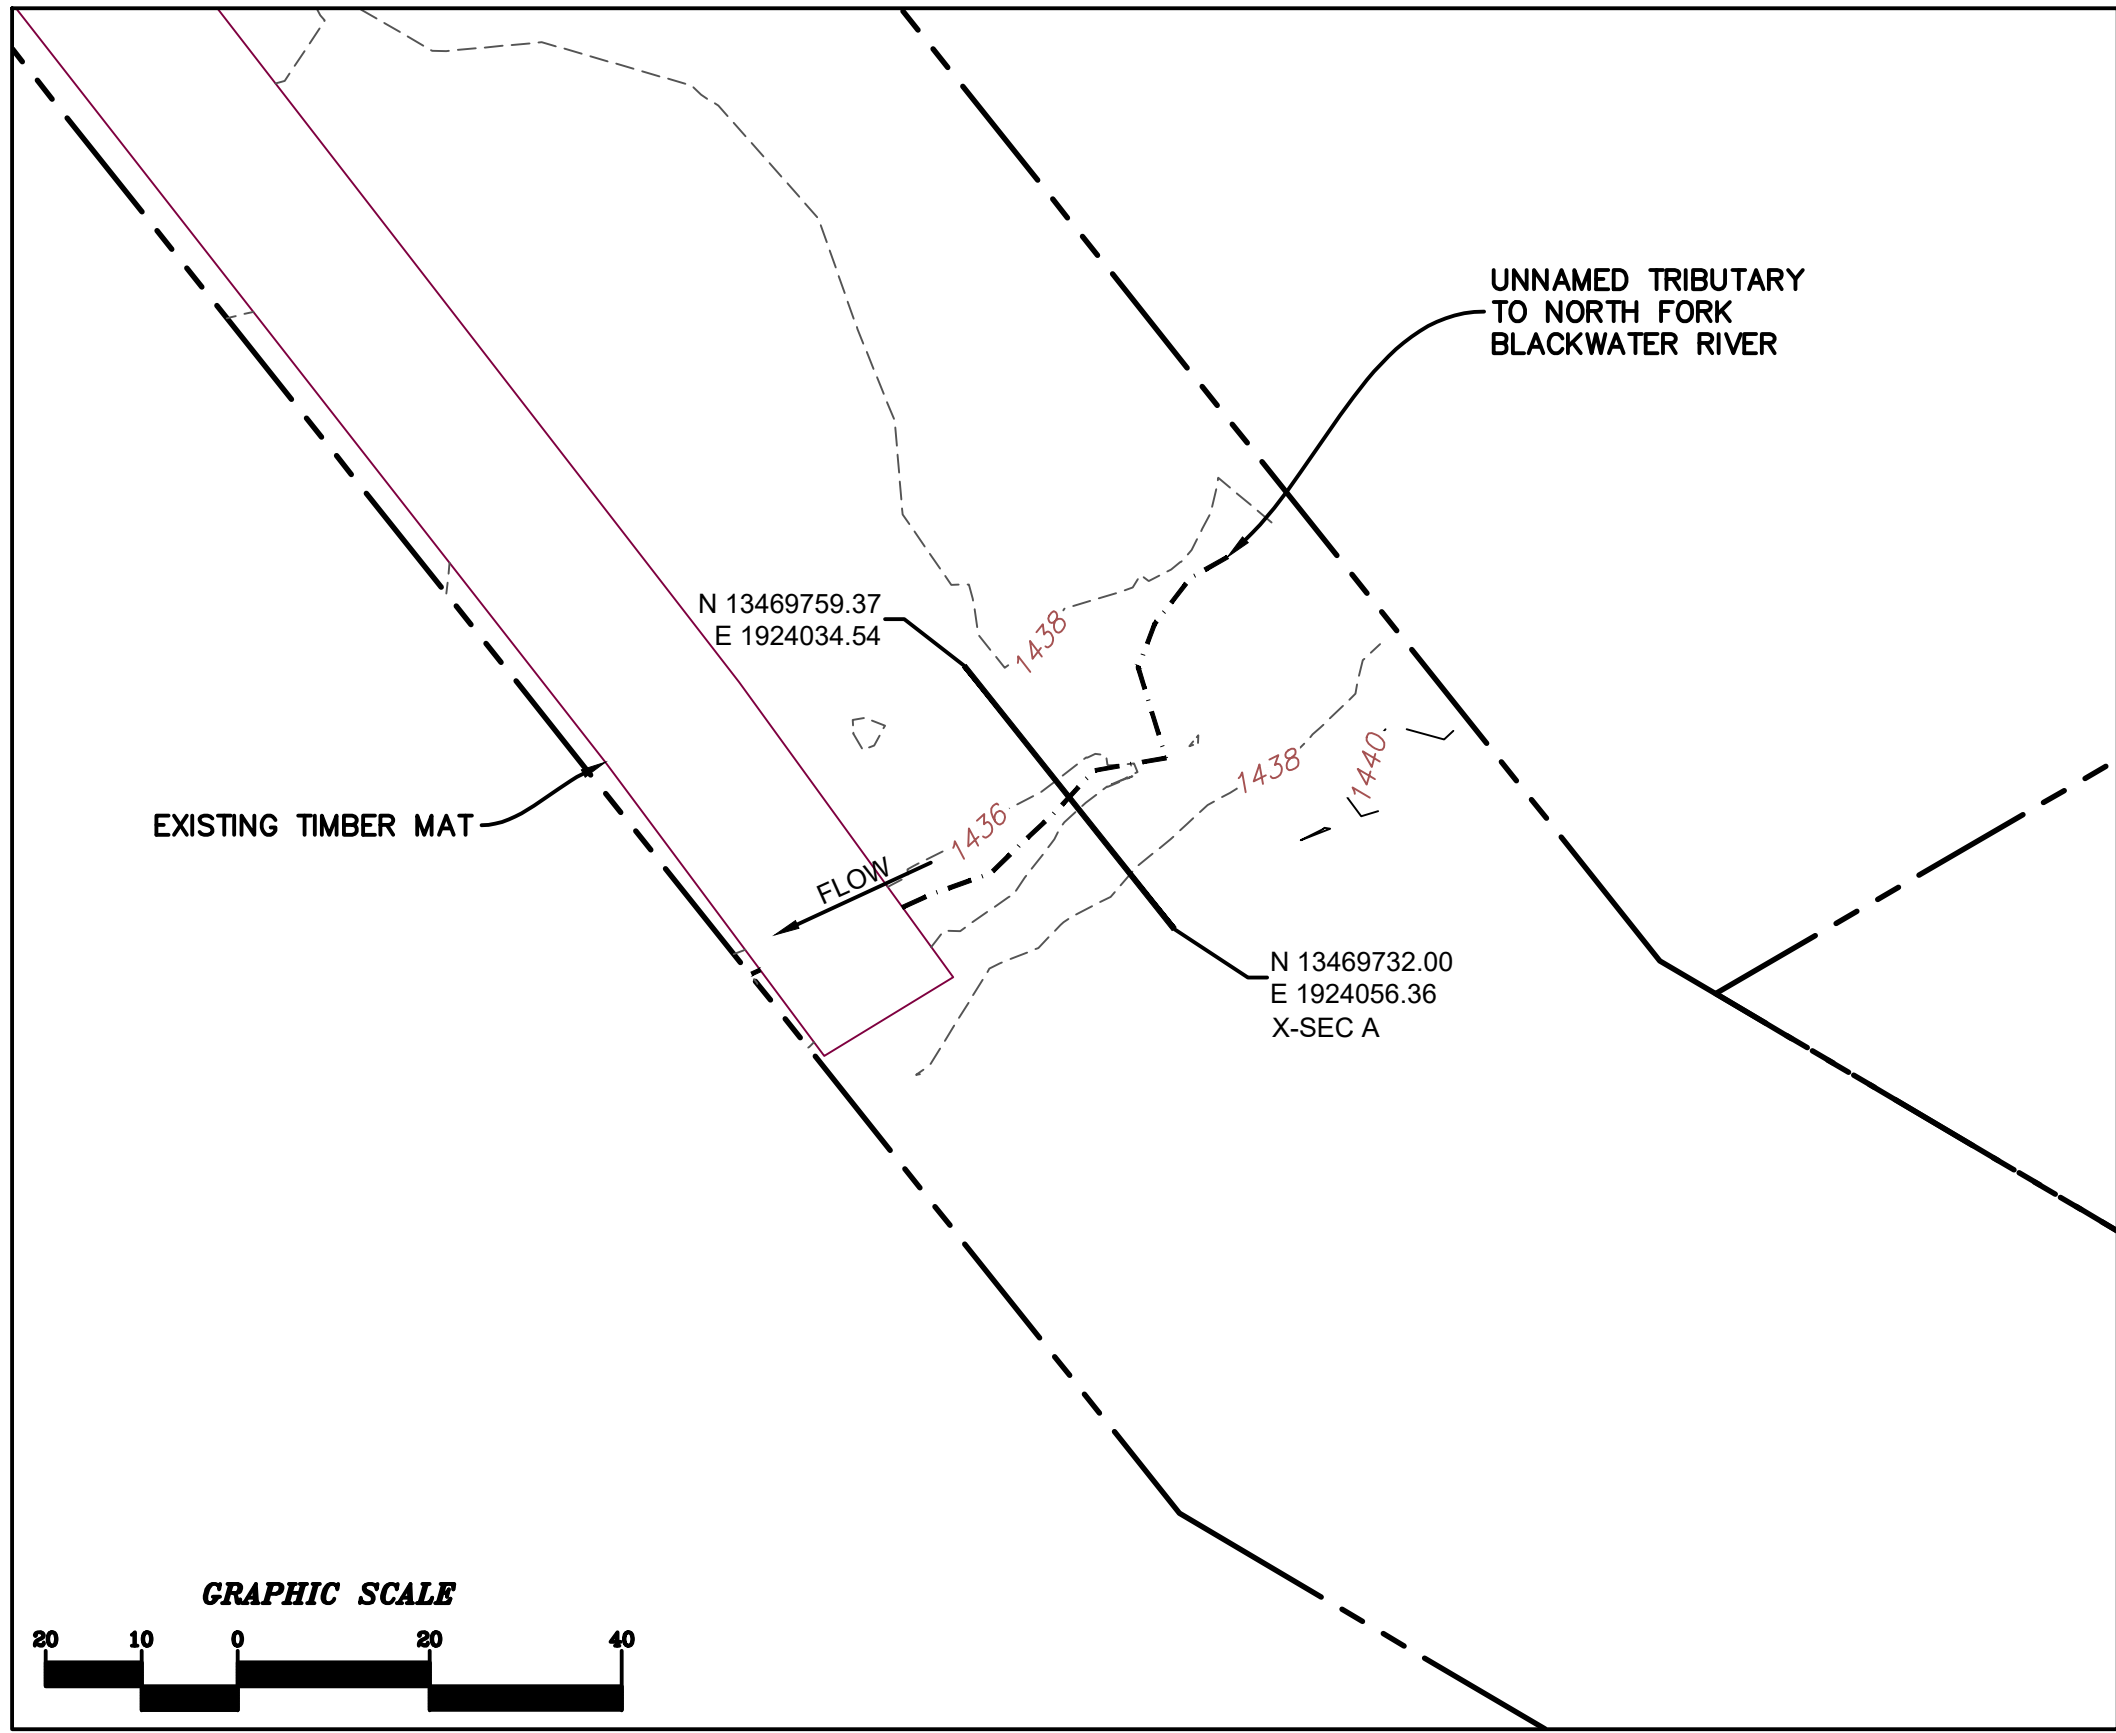 UNNAMED TRIBUTARY
TO NORTH FORK
BLACKWATER RIVER
N 13469759.37
E 1924034.54
1438
1438
1440
1436
EXISTING TIMBER MAT
FLOW
N 13469732.00
E 1924056.36
X-SEC A
GRAPHIC SCALE
20 10 0 20 40